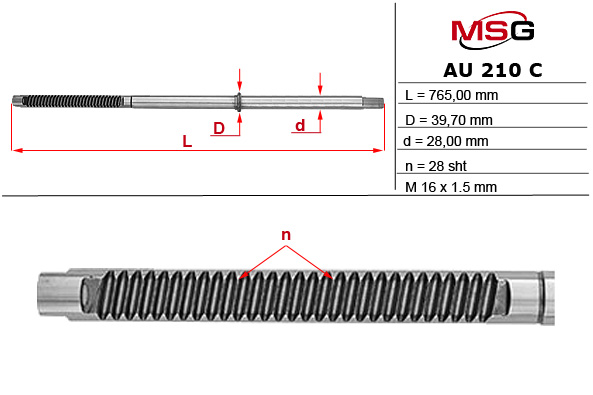 MSG
AU 210 C
L = 765,00 mm
D = 39,70 mm
d = 28,00 mm
n = 28 sht
M 16 x 1.5 mm
D
d
L
n